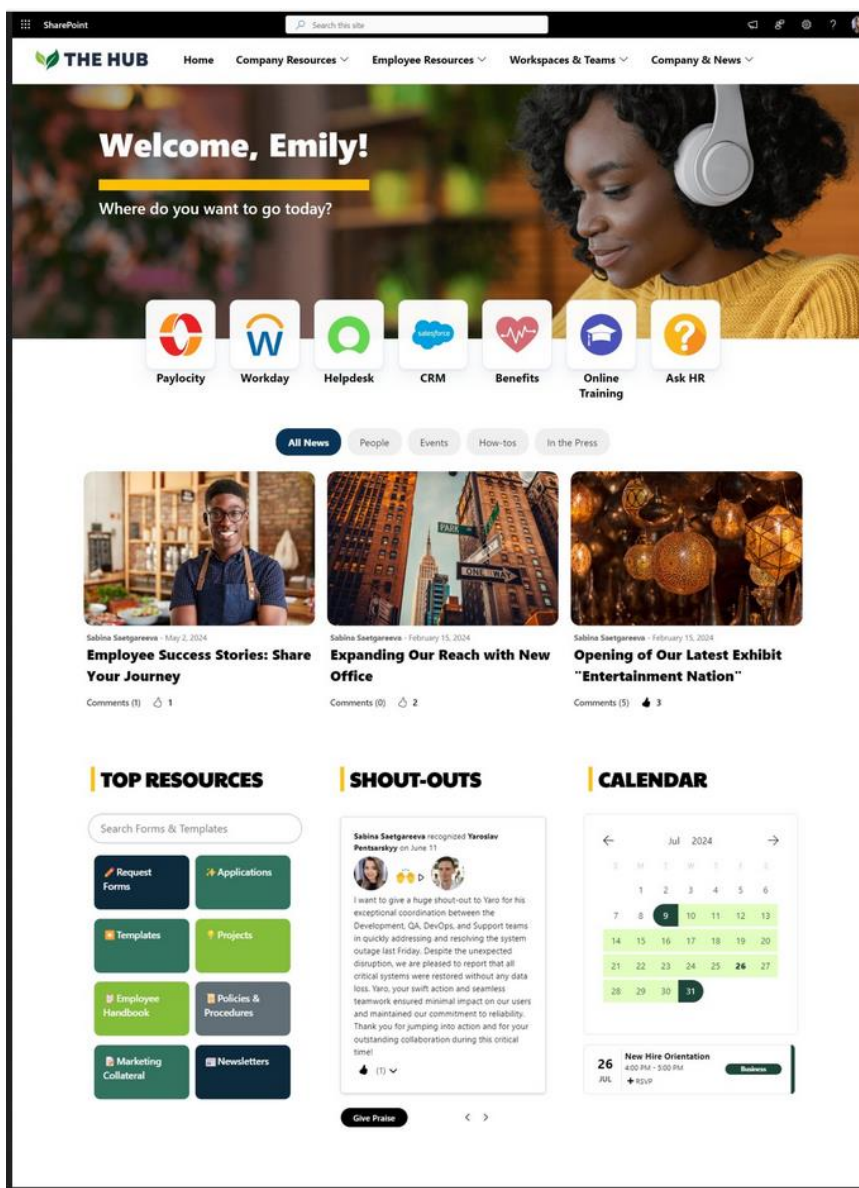 SharePoint
Search this site
THE HUB
Home
Company Resources
Employee Resources
Workspaces & Teams
Company & News
Welcome, Emily!
Where do you want to go today?
salesforce
Paylocity
Workday
Helpdesk
CRM
Benefits
Online
Training
Ask HR
All News
People
Events
How-tos
In the Press
PARK
ONE WAY
Sabina Saetgareeva - May 2, 2024
Employee Success Stories: Share
Your Journey
Comments (1) 1
Sabina Saetgareeva - February 15, 2024
Expanding Our Reach with New
Office
Comments (0) 2
Sabina Saetgareeva - February 15, 2024
Opening of Our Latest Exhibit
"Entertainment Nation"
Comments (5) 3
TOP RESOURCES
Search Forms & Templates
Request
Forms
Applications
Templates
Projects
Employee
Handbook
Policies &
Procedures
Marketing
Collateral
Newsletters
SHOUT-OUTS
Sabina Saetgareeva recognized Yaroslav
Pentsarskyy on June 11
I want to give a huge shout-out to Yaro for his
exceptional coordination between the
Development, QA, DevOps, and Support teams
in quickly addressing and resolving the system
outage last Friday. Despite the unexpected
disruption, we are pleased to report that all
critical systems were restored without any data
loss. Yaro, your swift action and seamless
teamwork ensured minimal impact on our users
and maintained our commitment to reliability.
Thank you for jumping into action and for your
outstanding collaboration during this critical
time!
(1)
Give Praise
CALENDAR
Jul 2024
S M T W T F S
1 2 3 4 5 6
7 8 9 10 11 12 13
14 15 16 17 18 19 20
21 22 23 24 25 26 27
28 29 30 31
26
JUL
New Hire Orientation
4:00 PM - 5:00 PM
+ RSVP
Business